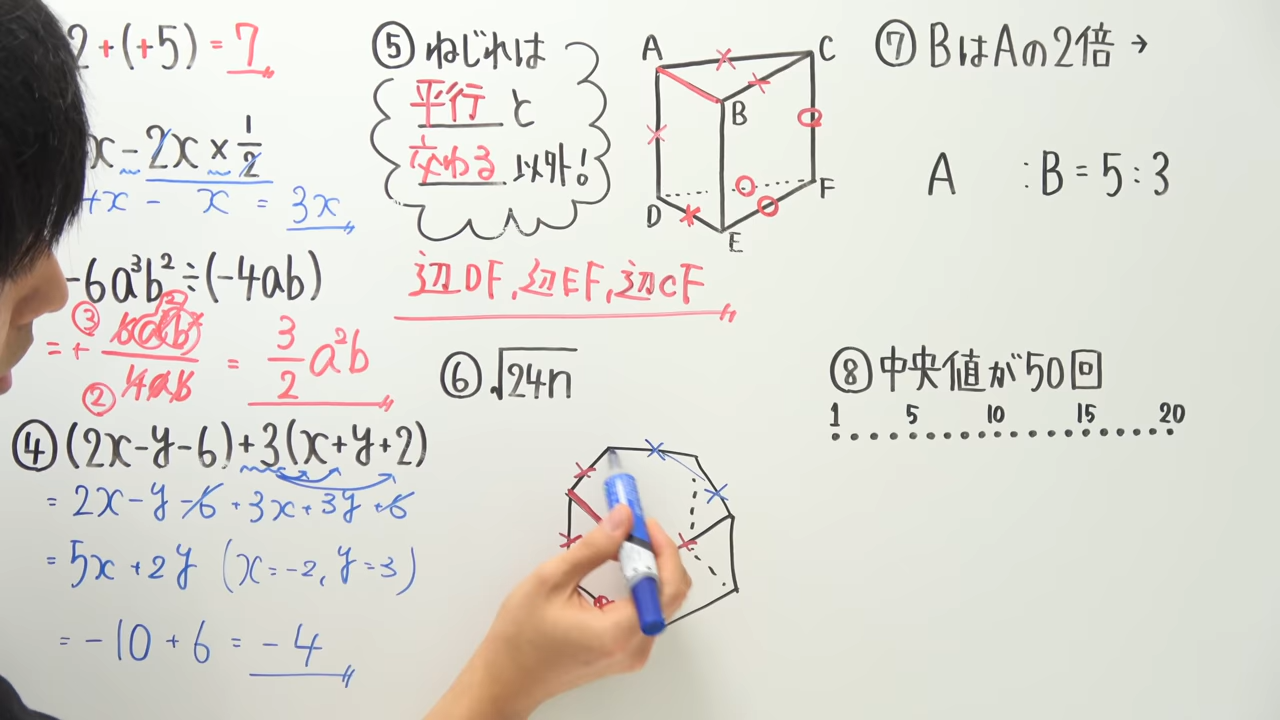 2+(+5)=7
x-2x×1/2
+x - x = 3x
-6a³b²÷(-4ab)
③
=+ 6a³b²/4ab = 3/2 a²b
②
④(2x-y-6)+3(x+y+2)
=2x-y-6+3x+3y+6
=5x+2y (x=-2, y=3)
=-10+6=-4
⑤ねじれは
平行と
交わる以外!
A
C
B
D
F
E
辺DF,辺EF,辺CF
⑥√24n
⑦BはAの2倍→
A :B=5:3
⑧中央値が50回
1 5 10 15 20